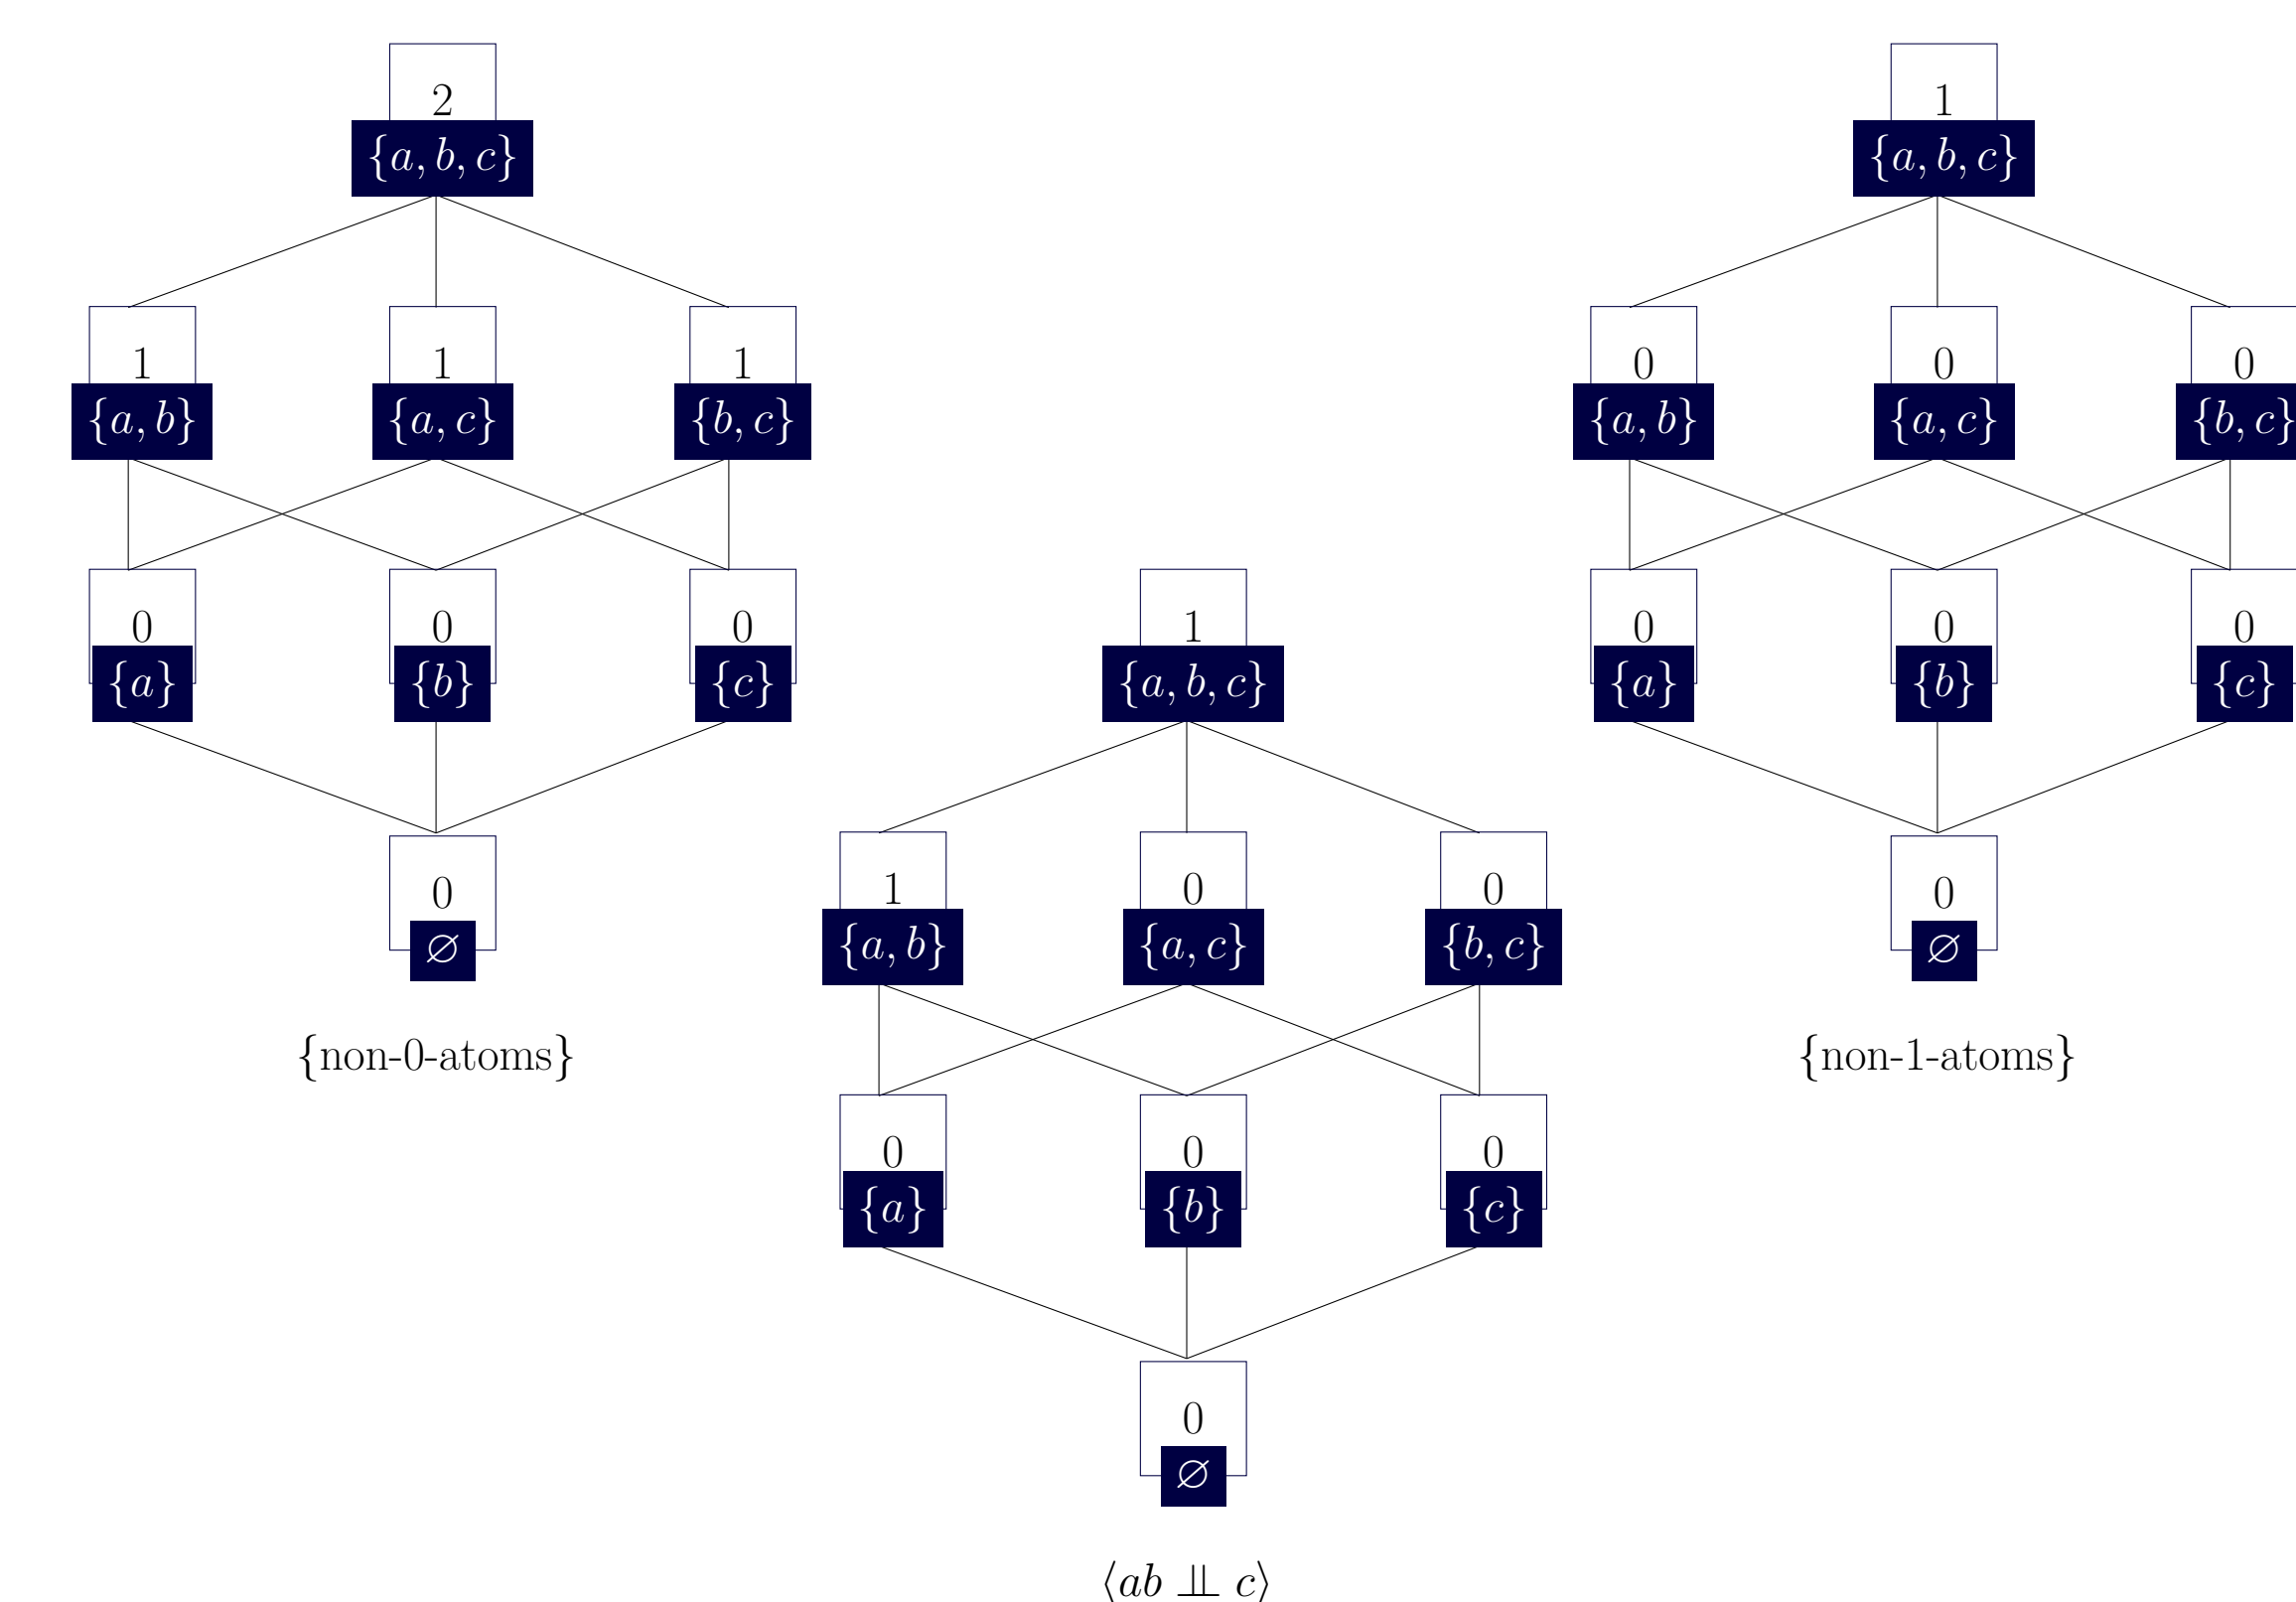 2
{a, b, c}
1 1 1
{a, b} {a, c} {b, c}
0 0 0
{a} {b} {c}
0
∅
{non-0-atoms}
1
{a, b, c}
1 0 0
{a, b} {a, c} {b, c}
0 0 0
{a} {b} {c}
0
∅
⟨ab ⫫ c⟩
1
{a, b, c}
0 0 0
{a, b} {a, c} {b, c}
0 0 0
{a} {b} {c}
0
∅
{non-1-atoms}